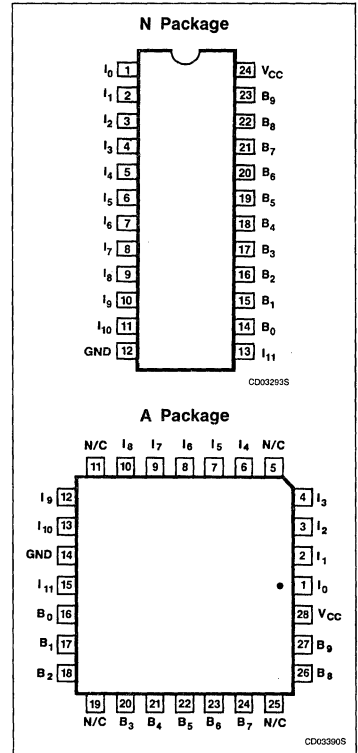 N Package
I0 1 24 VCC
I1 2 23 B9
I2 3 22 B8
I3 4 21 B7
I4 5 20 B6
I5 6 19 B5
I6 7 18 B4
I7 8 17 B3
I8 9 16 B2
I9 10 15 B1
I10 11 14 B0
GND 12 13 I11
CD03293S
A Package
N/C I8 I7 I6 I5 I4 N/C
11 10 9 8 7 6 5
I9 12 4 I3
I10 13 3 I2
GND 14 2 I1
I11 15 1 I0
B0 16 28 VCC
B1 17 27 B9
B2 18 26 B8
19 20 21 22 23 24 25
N/C B3 B4 B5 B6 B7 N/C
CD03390S